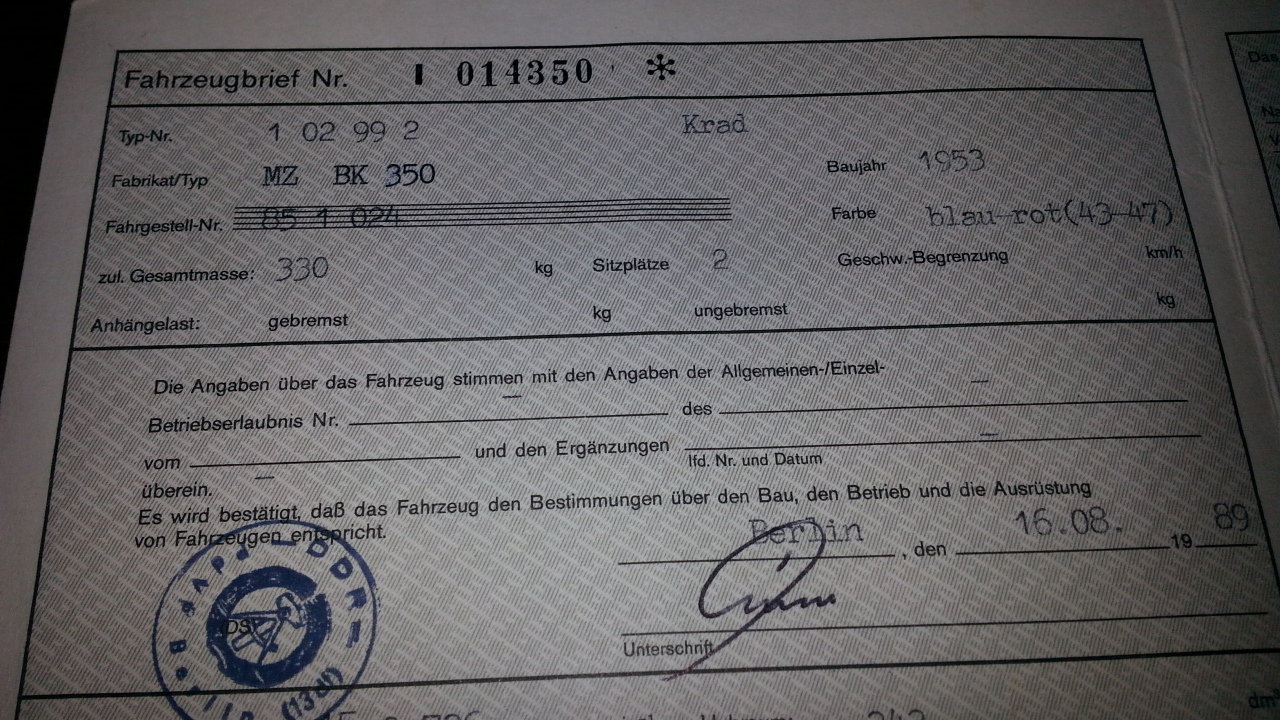 Fahrzeugbrief Nr. I 014350 *
Typ-Nr. 1 02 99 2 Krad
Fabrikat/Typ MZ BK 350 Baujahr 1953
Fahrgestell-Nr. 85 1 024 Farbe blau-rot(43-47)
zul. Gesamtmasse: 330 kg Sitzplätze 2 Geschw.-Begrenzung km/h
Anhängelast: gebremst kg ungebremst kg
Die Angaben über das Fahrzeug stimmen mit den Angaben der Allgemeinen-/Einzel-
Betriebserlaubnis Nr. — des —
vom — und den Ergänzungen —
lfd. Nr. und Datum
überein.
Es wird bestätigt, daß das Fahrzeug den Bestimmungen über den Bau, den Betrieb und die Ausrüstung
von Fahrzeugen entspricht.
Berlin , den 16.08. 19 89
DDR
Berlin
Unterschrift
Das